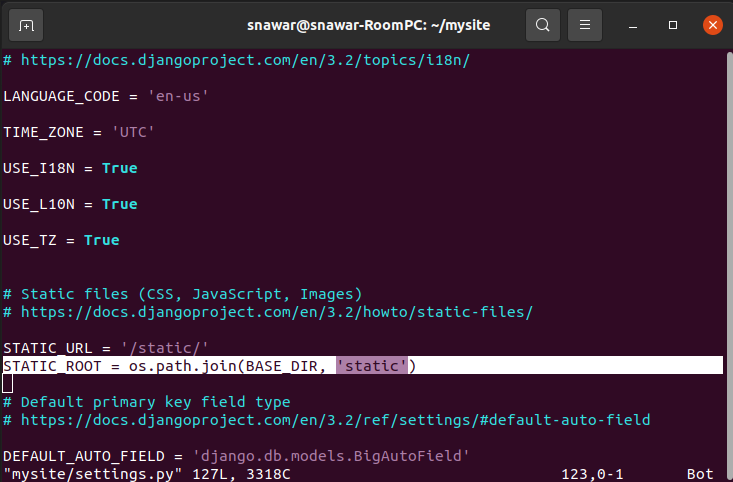 snawar@snawar-RoomPC: ~/mysite
# https://docs.djangoproject.com/en/3.2/topics/i18n/
LANGUAGE_CODE = 'en-us'
TIME_ZONE = 'UTC'
USE_I18N = True
USE_L10N = True
USE_TZ = True
# Static files (CSS, JavaScript, Images)
# https://docs.djangoproject.com/en/3.2/howto/static-files/
STATIC_URL = '/static/'
STATIC_ROOT = os.path.join(BASE_DIR, 'static')
# Default primary key field type
# https://docs.djangoproject.com/en/3.2/ref/settings/#default-auto-field
DEFAULT_AUTO_FIELD = 'django.db.models.BigAutoField'
"mysite/settings.py" 127L, 3318C 123,0-1 Bot